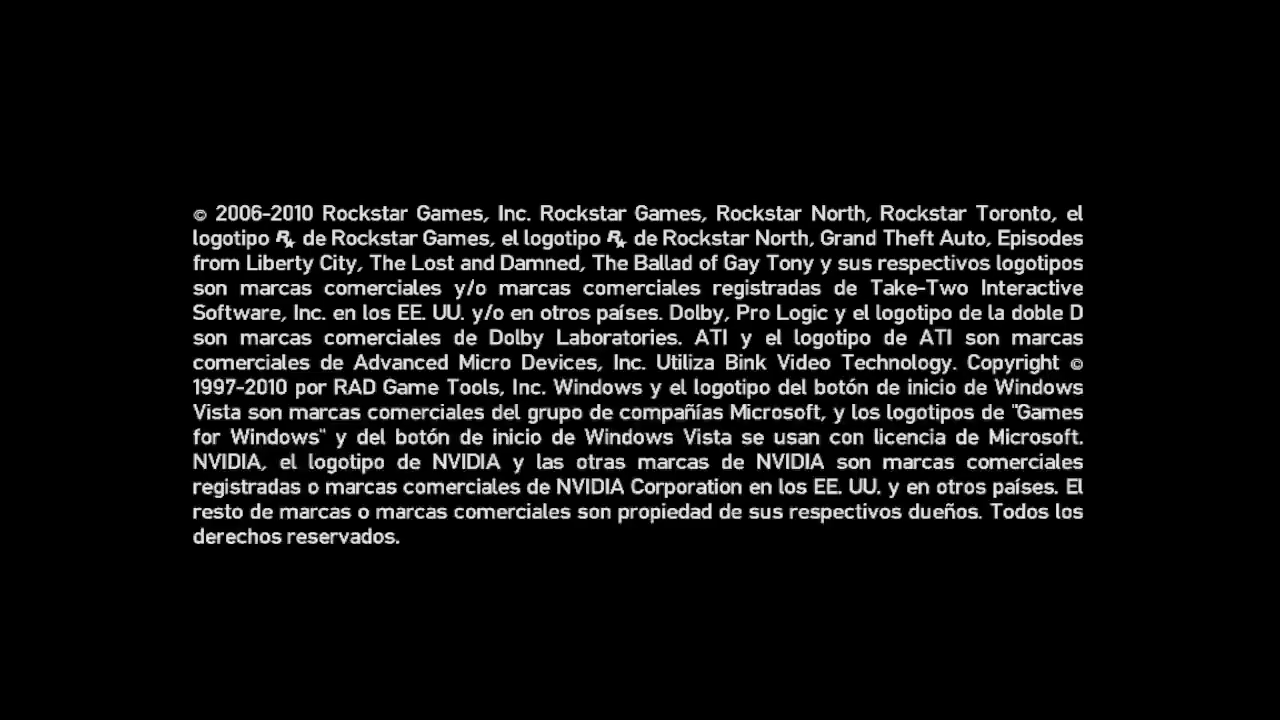 © 2006-2010 Rockstar Games, Inc. Rockstar Games, Rockstar North, Rockstar Toronto, el
logotipo R★ de Rockstar Games, el logotipo R★ de Rockstar North, Grand Theft Auto, Episodes
from Liberty City, The Lost and Damned, The Ballad of Gay Tony y sus respectivos logotipos
son marcas comerciales y/o marcas comerciales registradas de Take-Two Interactive
Software, Inc. en los EE. UU. y/o en otros países. Dolby, Pro Logic y el logotipo de la doble D
son marcas comerciales de Dolby Laboratories. ATI y el logotipo de ATI son marcas
comerciales de Advanced Micro Devices, Inc. Utiliza Bink Video Technology. Copyright ©
1997-2010 por RAD Game Tools, Inc. Windows y el logotipo del botón de inicio de Windows
Vista son marcas comerciales del grupo de compañías Microsoft, y los logotipos de "Games
for Windows" y del botón de inicio de Windows Vista se usan con licencia de Microsoft.
NVIDIA, el logotipo de NVIDIA y las otras marcas de NVIDIA son marcas comerciales
registradas o marcas comerciales de NVIDIA Corporation en los EE. UU. y en otros países. El
resto de marcas o marcas comerciales son propiedad de sus respectivos dueños. Todos los
derechos reservados.